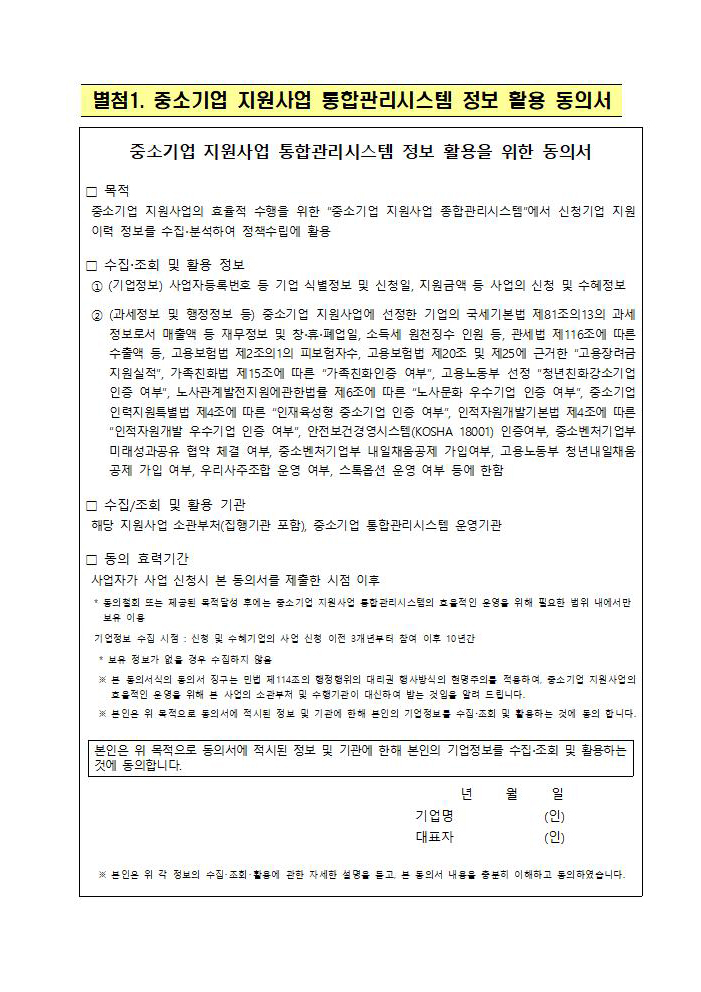 별첨1. 중소기업 지원사업 통합관리시스템 정보 활용 동의서
중소기업 지원사업 통합관리시스템 정보 활용을 위한 동의서
□ 목적
중소기업 지원사업의 효율적 수행을 위한 "중소기업 지원사업 종합관리시스템"에서 신청기업 지원
이력 정보를 수집·분석하여 정책수립에 활용
□ 수집·조회 및 활용 정보
① (기업정보) 사업자등록번호 등 기업 식별정보 및 신청일, 지원금액 등 사업의 신청 및 수혜정보
② (과세정보 및 행정정보 등) 중소기업 지원사업에 선정한 기업의 국세기본법 제81조의13의 과세
정보로서 매출액 등 재무정보 및 창·휴·폐업일, 소득세 원천징수 인원 등, 관세법 제116조에 따른
수출액 등, 고용보험법 제2조의1의 피보험자수, 고용보험법 제20조 및 제25에 근거한 "고용장려금
지원실적", 가족친화법 제15조에 따른 "가족친화인증 여부", 고용노동부 선정 "청년친화강소기업
인증 여부", 노사관계발전지원에관한법률 제6조에 따른 "노사문화 우수기업 인증 여부", 중소기업
인력지원특별법 제4조에 따른 "인재육성형 중소기업 인증 여부", 인적자원개발기본법 제4조에 따른
"인적자원개발 우수기업 인증 여부", 안전보건경영시스템(KOSHA 18001) 인증여부, 중소벤처기업부
미래성과공유 협약 체결 여부, 중소벤처기업부 내일채움공제 가입여부, 고용노동부 청년내일채움
공제 가입 여부, 우리사주조합 운영 여부, 스톡옵션 운영 여부 등에 한함
□ 수집/조회 및 활용 기관
해당 지원사업 소관부처(집행기관 포함), 중소기업 통합관리시스템 운영기관
□ 동의 효력기간
사업자가 사업 신청시 본 동의서를 제출한 시점 이후
* 동의철회 또는 제공된 목적달성 후에는 중소기업 지원사업 통합관리시스템의 효율적인 운영을 위해 필요한 범위 내에서만
보유 이용
기업정보 수집 시점 : 신청 및 수혜기업의 사업 신청 이전 3개년부터 참여 이후 10년간
* 보유 정보가 없을 경우 수집하지 않음
※ 본 동의서식의 동의서 징구는 민법 제114조의 행정행위의 대리권 행사방식의 현명주의를 적용하여, 중소기업 지원사업의
효율적인 운영을 위해 본 사업의 소관부처 및 수행기관이 대신하여 받는 것임을 알려 드립니다.
※ 본인은 위 목적으로 동의서에 적시된 정보 및 기관에 한해 본인의 기업정보를 수집·조회 및 활용하는 것에 동의 합니다.
본인은 위 목적으로 동의서에 적시된 정보 및 기관에 한해 본인의 기업정보를 수집·조회 및 활용하는
것에 동의합니다.
년 월 일
기업명 (인)
대표자 (인)
※ 본인은 위 각 정보의 수집·조회·활용에 관한 자세한 설명을 듣고, 본 동의서 내용을 충분히 이해하고 동의하였습니다.